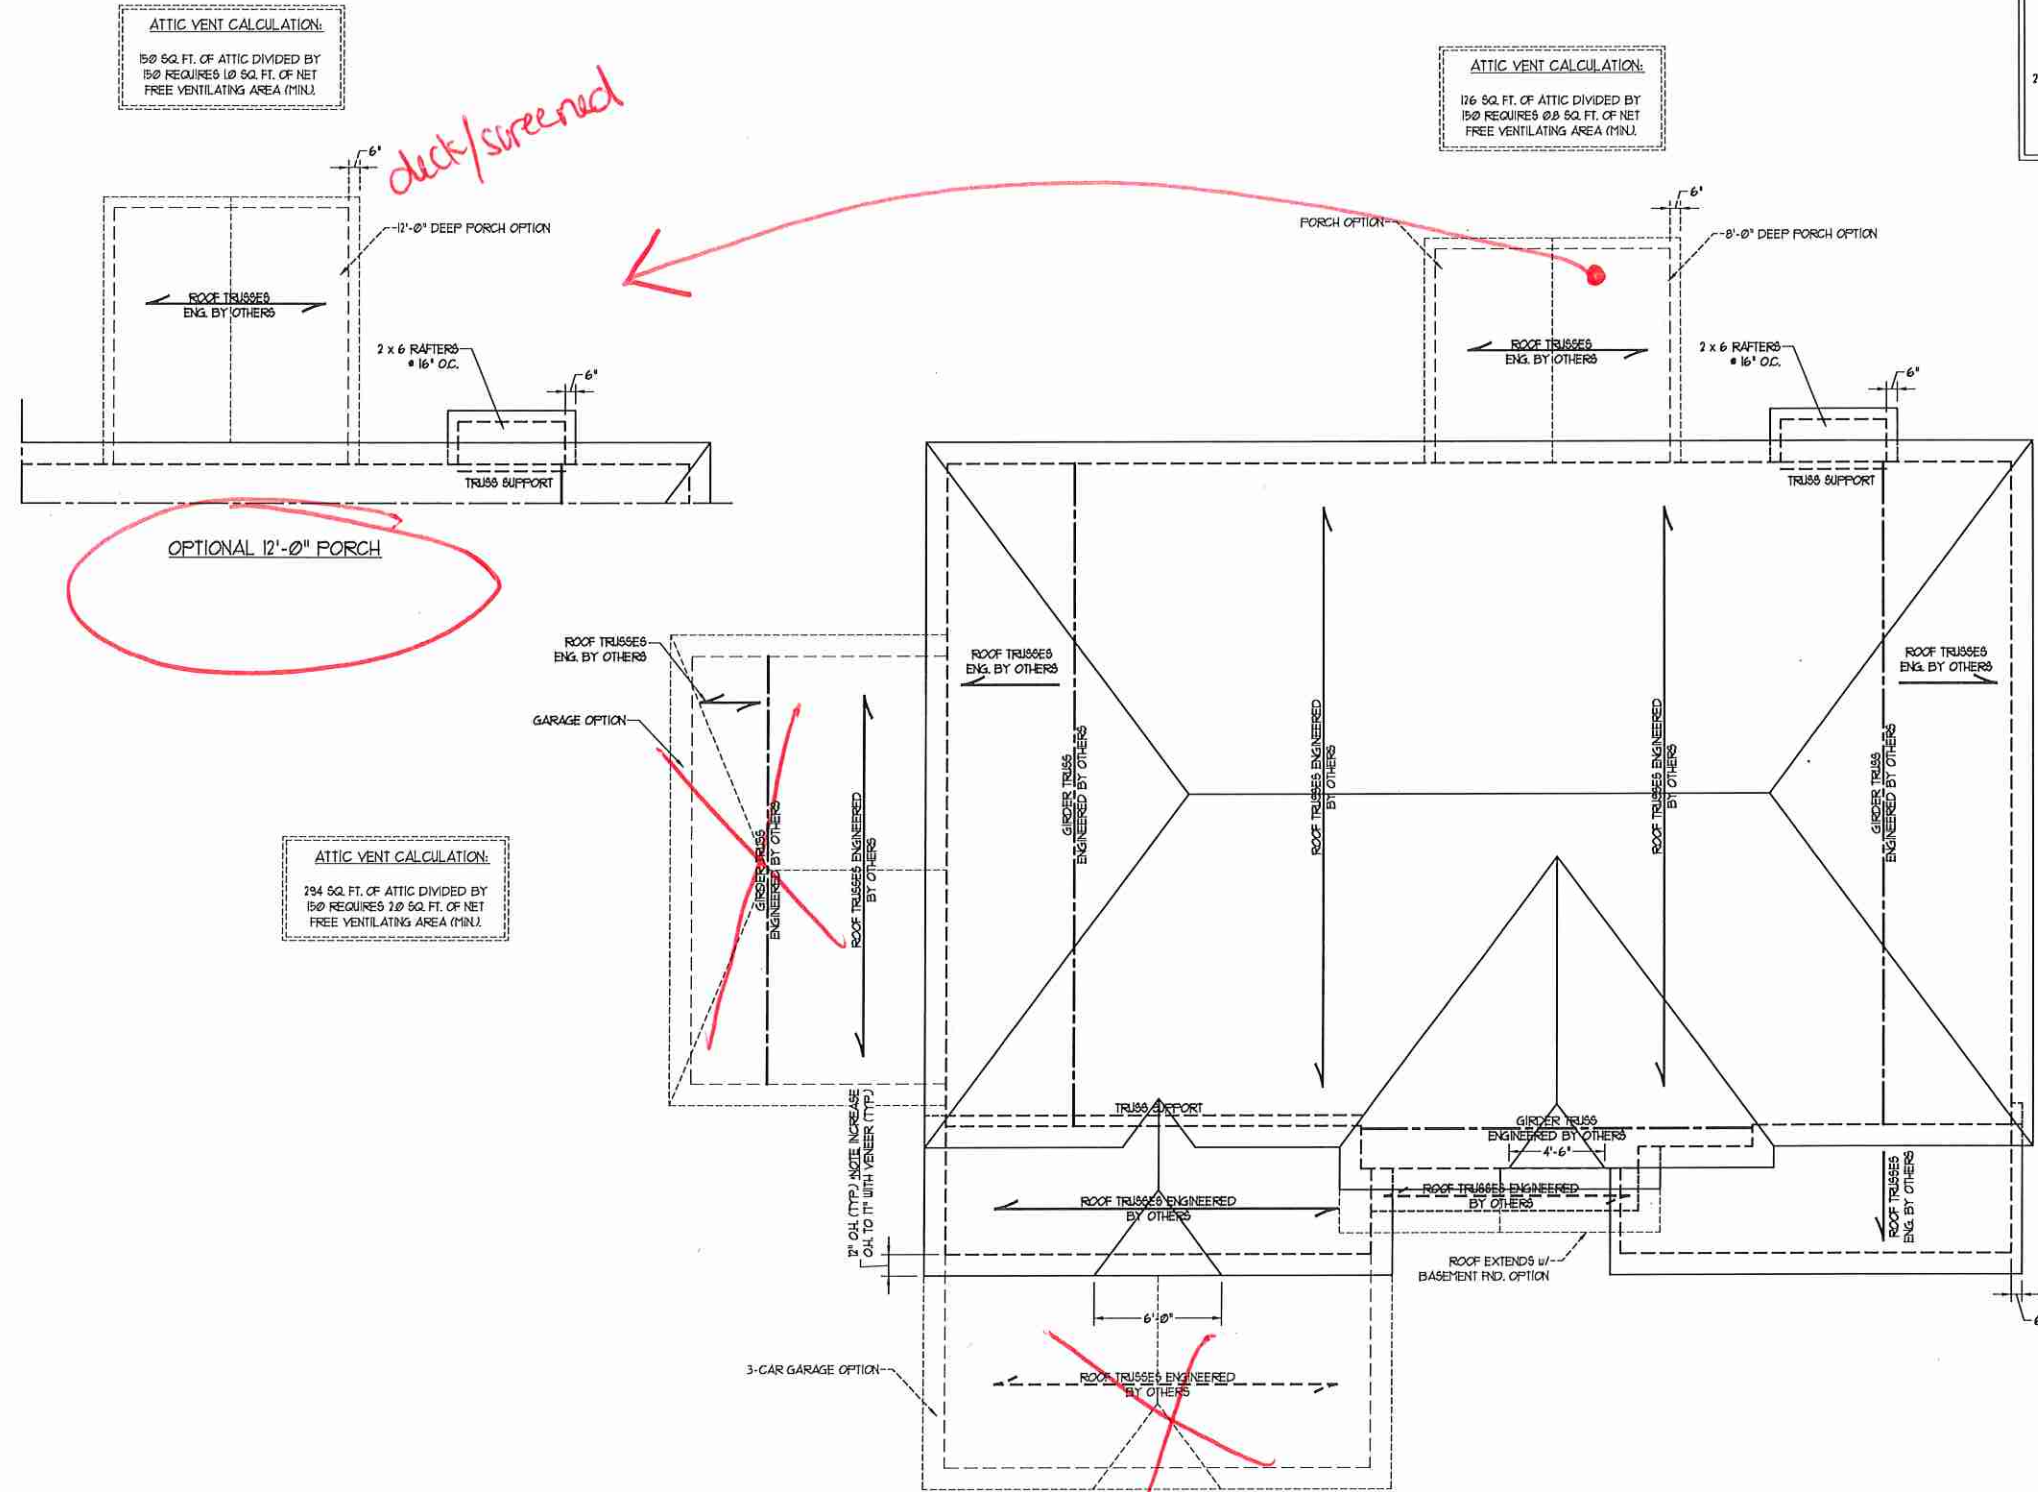 ATTIC VENT CALCULATION:
150 SQ. FT. OF ATTIC DIVIDED BY
150 REQUIRES 1.0 SQ. FT. OF NET
FREE VENTILATING AREA (MIN.).
ATTIC VENT CALCULATION:
126 SQ. FT. OF ATTIC DIVIDED BY
150 REQUIRES 0.8 SQ. FT. OF NET
FREE VENTILATING AREA (MIN.).
2
deck/screened
6"
12'-0" DEEP PORCH OPTION
ROOF TRUSSES
ENG. BY OTHERS
2 x 6 RAFTERS
@ 16" O.C.
6"
TRUSS SUPPORT
OPTIONAL 12'-0" PORCH
6"
PORCH OPTION
8'-0" DEEP PORCH OPTION
ROOF TRUSSES
ENG. BY OTHERS
2 x 6 RAFTERS
@ 16" O.C.
6"
TRUSS SUPPORT
ROOF TRUSSES
ENG. BY OTHERS
GARAGE OPTION
GIRDER TRUSS
ENGINEERED BY OTHERS
ROOF TRUSSES ENGINEERED
BY OTHERS
ATTIC VENT CALCULATION:
294 SQ. FT. OF ATTIC DIVIDED BY
150 REQUIRES 2.0 SQ. FT. OF NET
FREE VENTILATING AREA (MIN.).
ROOF TRUSSES
ENG. BY OTHERS
GIRDER TRUSS
ENGINEERED BY OTHERS
ROOF TRUSSES ENGINEERED
BY OTHERS
ROOF TRUSSES ENGINEERED
BY OTHERS
GIRDER TRUSS
ENGINEERED BY OTHERS
ROOF TRUSSES
ENG. BY OTHERS
12" O.H. (TYP.) NOTE: INCREASE
O.H. TO 17" WITH VENEER (TYP.)
TRUSS SUPPORT
GIRDER TRUSS
ENGINEERED BY OTHERS
4'-6"
ROOF TRUSSES ENGINEERED
BY OTHERS
ROOF TRUSSES ENGINEERED
BY OTHERS
ROOF TRUSSES
ENG. BY OTHERS
ROOF EXTENDS w/
BASEMENT FND. OPTION
6'-0"
6
3-CAR GARAGE OPTION
ROOF TRUSSES ENGINEERED
BY OTHERS